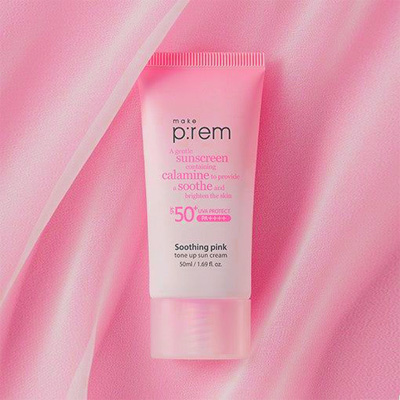 make
p:rem
A gentle
sunscreen
containing
calamine to provide
a soothe and
brighten the skin
50+ UVA PROTECT
PA++++
Soothing pink
tone up sun cream
50ml / 1.69 fl. oz.